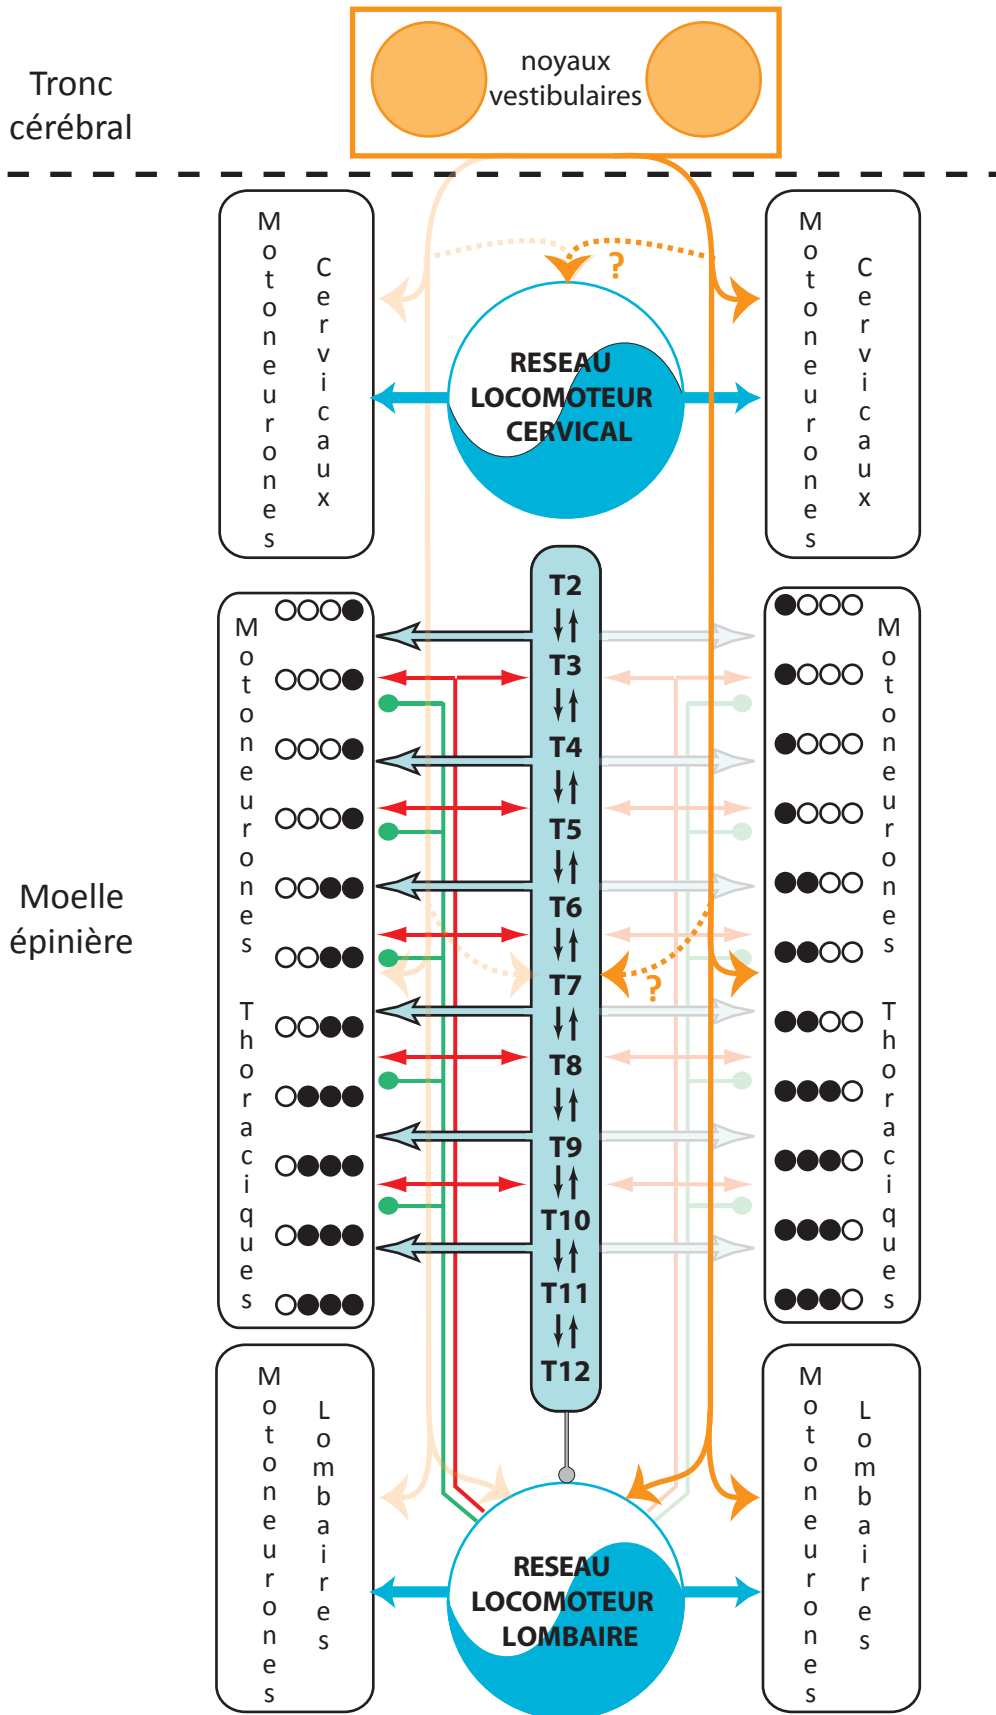 Tronc
cérébral
noyaux
vestibulaires
Motoneurones
Cervicaux
?
RESEAU
LOCOMOTEUR
CERVICAL
Motoneurones
Cervicaux
Moelle
épinière
Motoneurones Thoraciques
T2
T3
T4
T5
T6
T7
?
T8
T9
T10
T11
T12
Motoneurones Thoraciques
Motoneurones
Lombaires
RESEAU
LOCOMOTEUR
LOMBAIRE
Motoneurones
Lombaires